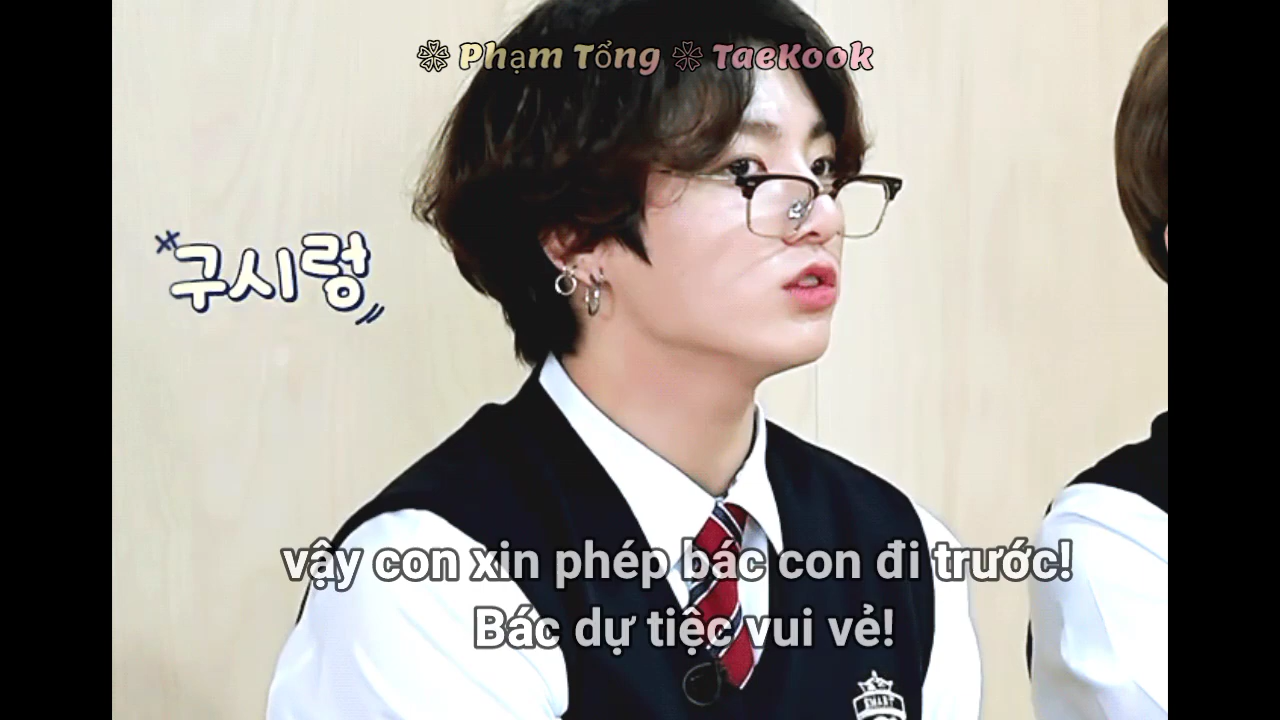 Phạm Tổng TaeKook
구시렁
vậy con xin phép bác con đi trước!
Bác dự tiệc vui vẻ!